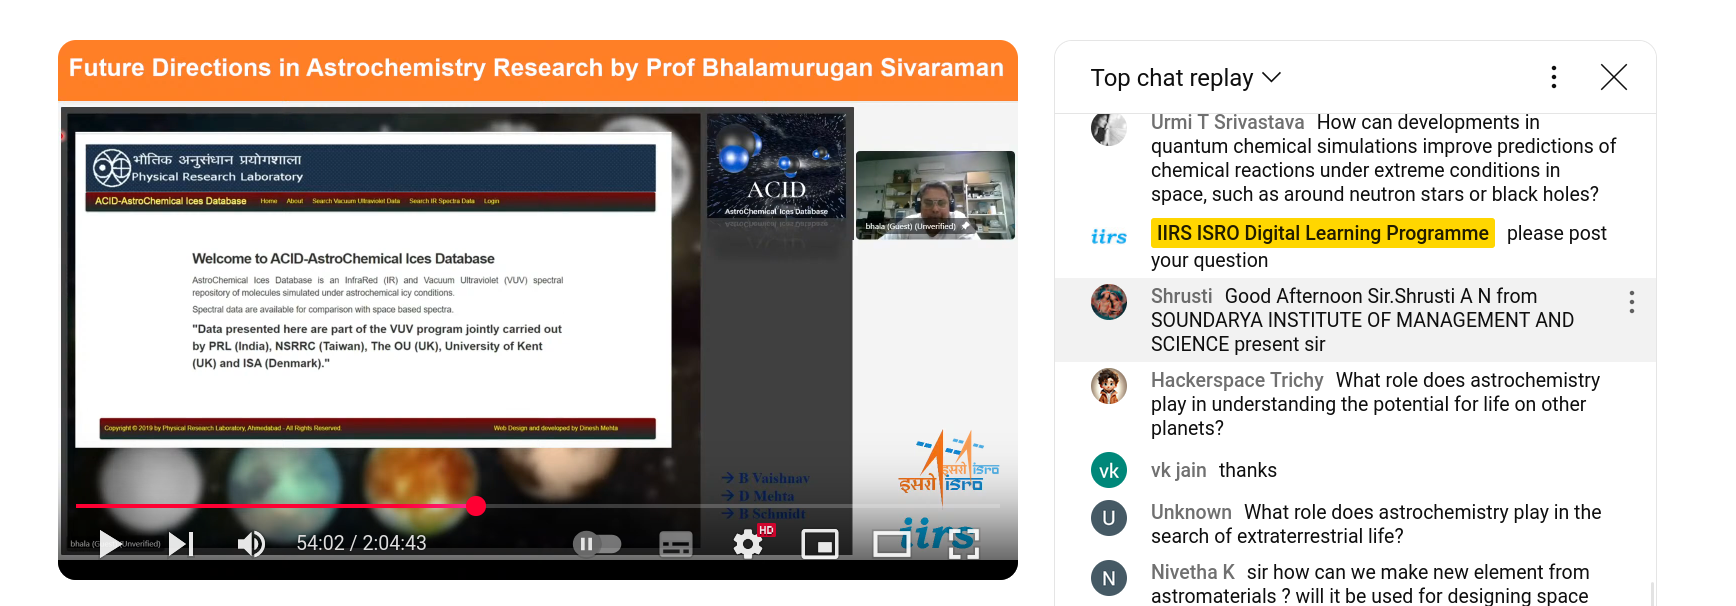 Future Directions in Astrochemistry Research by Prof Bhalamurugan Sivaraman
भौतिक अनुसंधान प्रयोगशाला
Physical Research Laboratory
ACID-AstroChemical Ices Database Home About Search Vacuum Ultraviolet Data Search IR Spectra Data Login
Welcome to ACID-AstroChemical Ices Database
AstroChemical Ices Database is an InfraRed (IR) and Vacuum Ultraviolet (VUV) spectral
repository of molecules simulated under astrochemical icy conditions.
Spectral data are available for comparison with space based spectra.
"Data presented here are part of the VUV program jointly carried out
by PRL (India), NSRRC (Taiwan), The OU (UK), University of Kent
(UK) and ISA (Denmark)."
Copyright © 2019 by Physical Research Laboratory, Ahmedabad - All Rights Reserved
Web Design and developed by Dinesh Mehta
ACID
AstroChemical Ices Database
bhala (Guest) (Unverified)
→ B Vaishnav
→ D Mehta
→ B Schmidt
इसरो isro
इसरो isro
iirs
bhala (G Unverified)
54:02 / 2:04:43
HD
Top chat replay
Urmi T Srivastava How can developments in
quantum chemical simulations improve predictions of
chemical reactions under extreme conditions in
space, such as around neutron stars or black holes?
iirs IIRS ISRO Digital Learning Programme please post
your question
Shrusti Good Afternoon Sir.Shrusti A N from
SOUNDARYA INSTITUTE OF MANAGEMENT AND
SCIENCE present sir
Hackerspace Trichy What role does astrochemistry
play in understanding the potential for life on other
planets?
vk vk jain thanks
U Unknown What role does astrochemistry play in the
search of extraterrestrial life?
N Nivetha K sir how can we make new element from
astromaterials ? will it be used for designing space